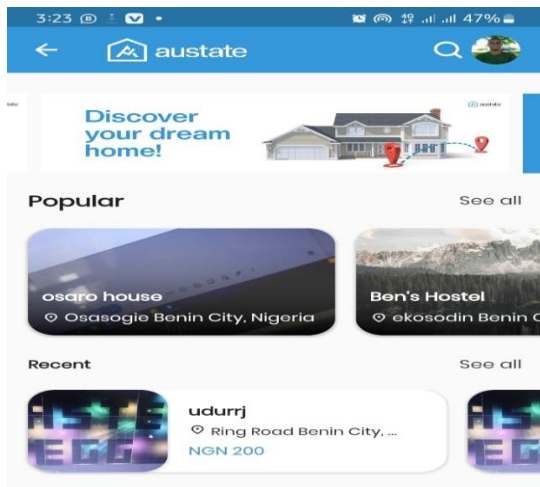 3:23
47%
austate
Discover
your dream
home!
austate
Popular
See all
osaro house
Osasogie Benin City, Nigeria
Ben's Hostel
ekosodin Benin C
Recent
See all
udurrj
Ring Road Benin City, ...
NGN 200